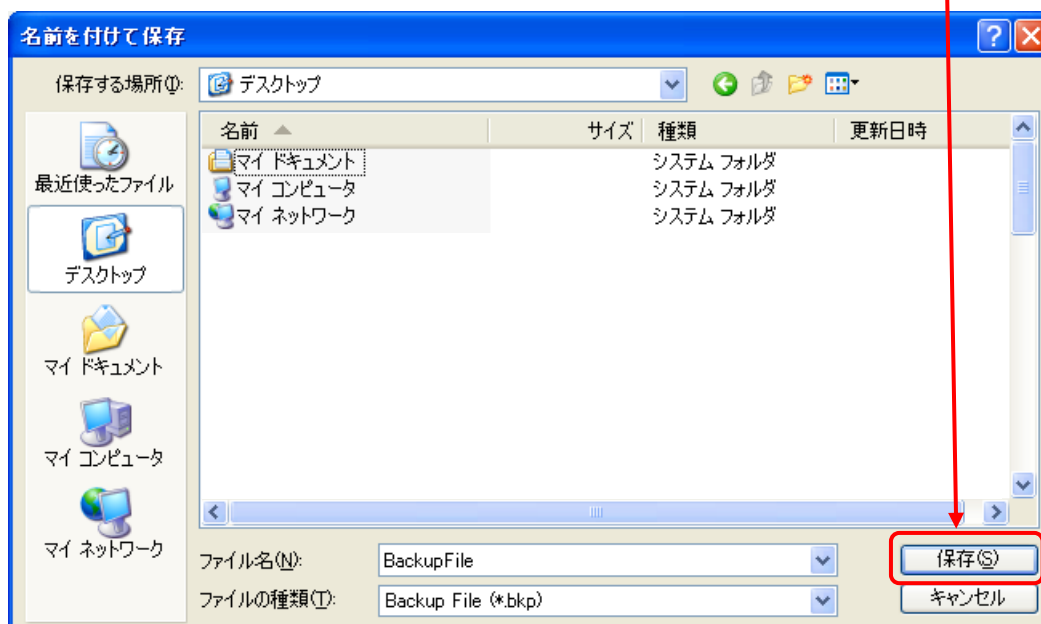 名前を付けて保存
保存する場所(I):
デスクトップ
名前 サイズ 種類 更新日時
マイ ドキュメント システム フォルダ
マイ コンピュータ システム フォルダ
マイ ネットワーク システム フォルダ
最近使ったファイル
デスクトップ
マイ ドキュメント
マイ コンピュータ
マイ ネットワーク
ファイル名(N): BackupFile 保存(S)
ファイルの種類(T): Backup File (*.bkp) キャンセル